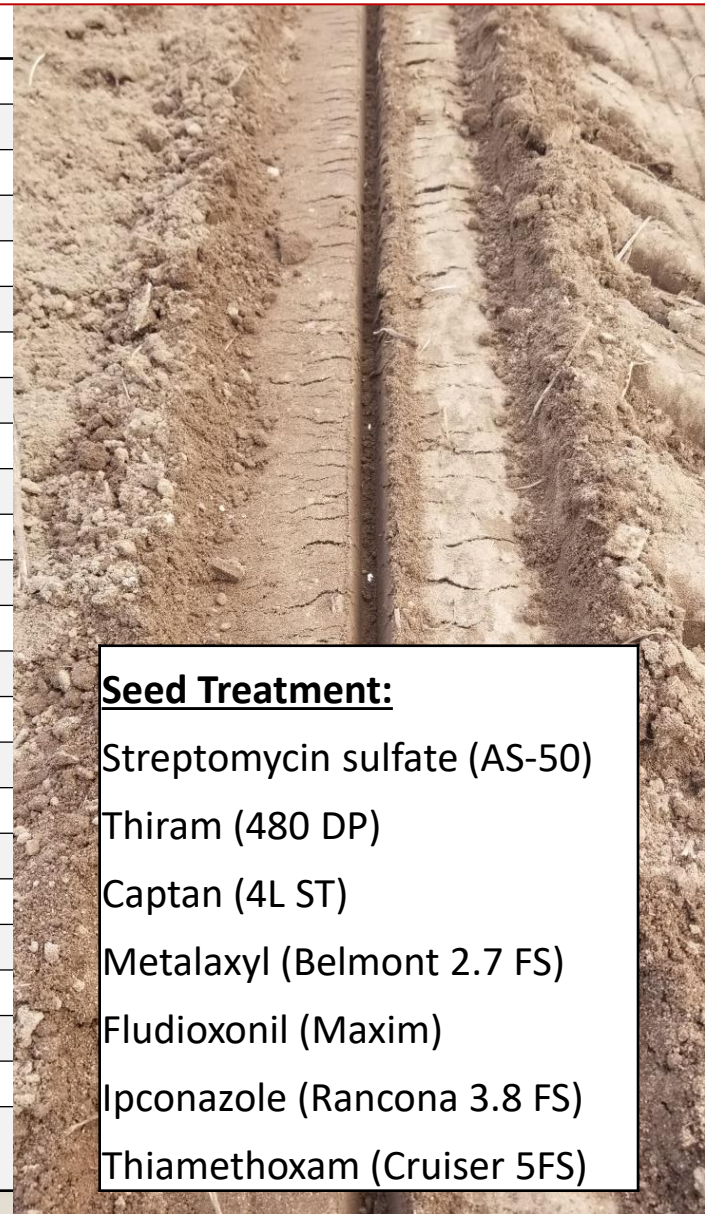 Seed Treatment:
Streptomycin sulfate (AS-50)
Thiram (480 DP)
Captan (4L ST)
Metalaxyl (Belmont 2.7 FS)
Fludioxonil (Maxim)
Ipconazole (Rancona 3.8 FS)
Thiamethoxam (Cruiser 5FS)